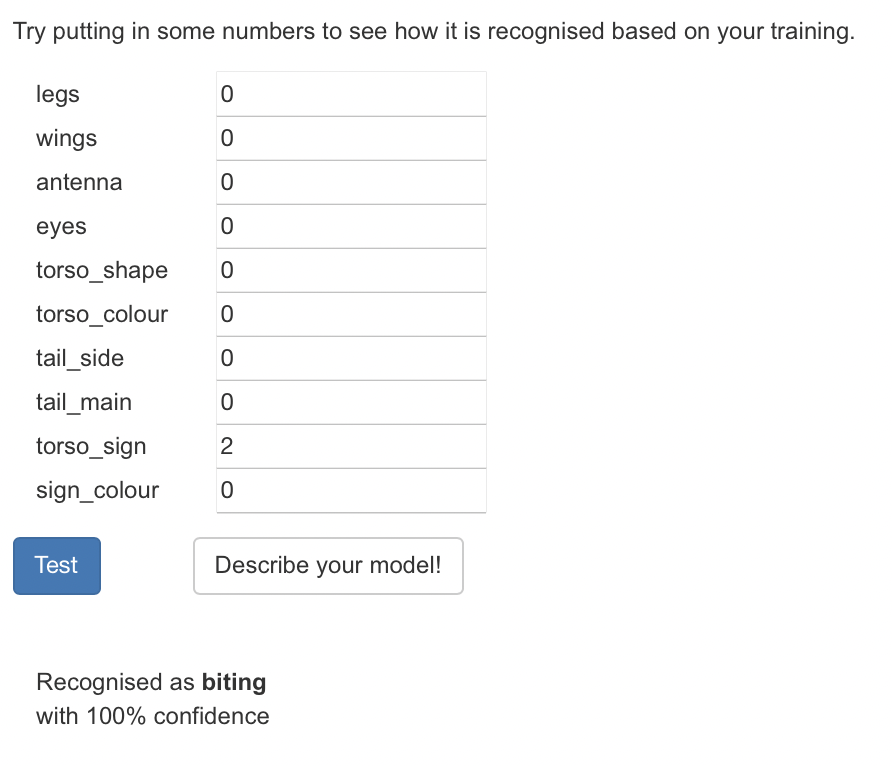 Try putting in some numbers to see how it is recognised based on your training.
legs 0
wings 0
antenna 0
eyes 0
torso_shape 0
torso_colour 0
tail_side 0
tail_main 0
torso_sign 2
sign_colour 0
Test Describe your model!
Recognised as biting
with 100% confidence